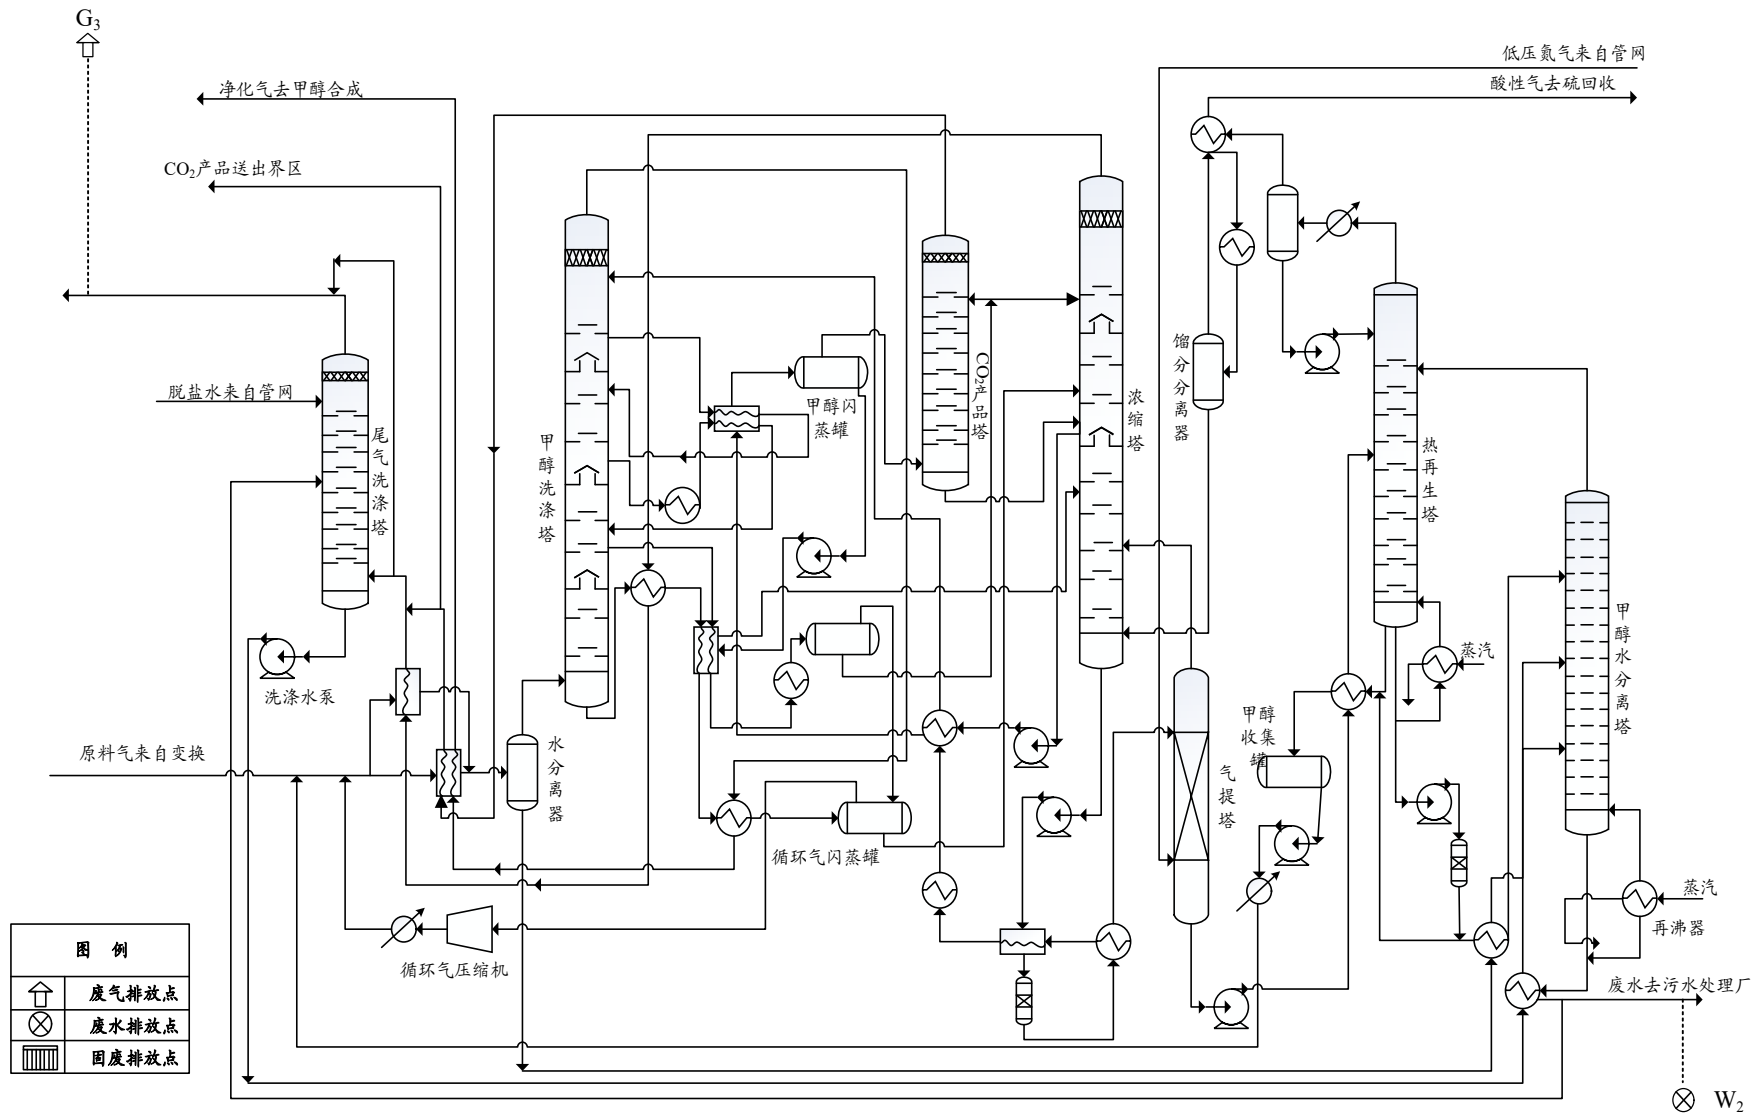 G3
低压氮气来自管网
酸性气去硫回收
净化气去甲醇合成
CO2产品送出界区
脱盐水来自管网
尾气洗涤塔
甲醇洗涤塔
甲醇闪
蒸罐
CO2产品塔
浓缩塔
馏分分离器
热再生塔
甲醇水分离塔
蒸汽
洗涤水泵
原料气来自变换
水分离器
甲醇
收集
罐
气提塔
循环气闪蒸罐
循环气压缩机
蒸汽
再沸器
废水去污水处理厂
W2
图 例
废气排放点
废水排放点
固废排放点